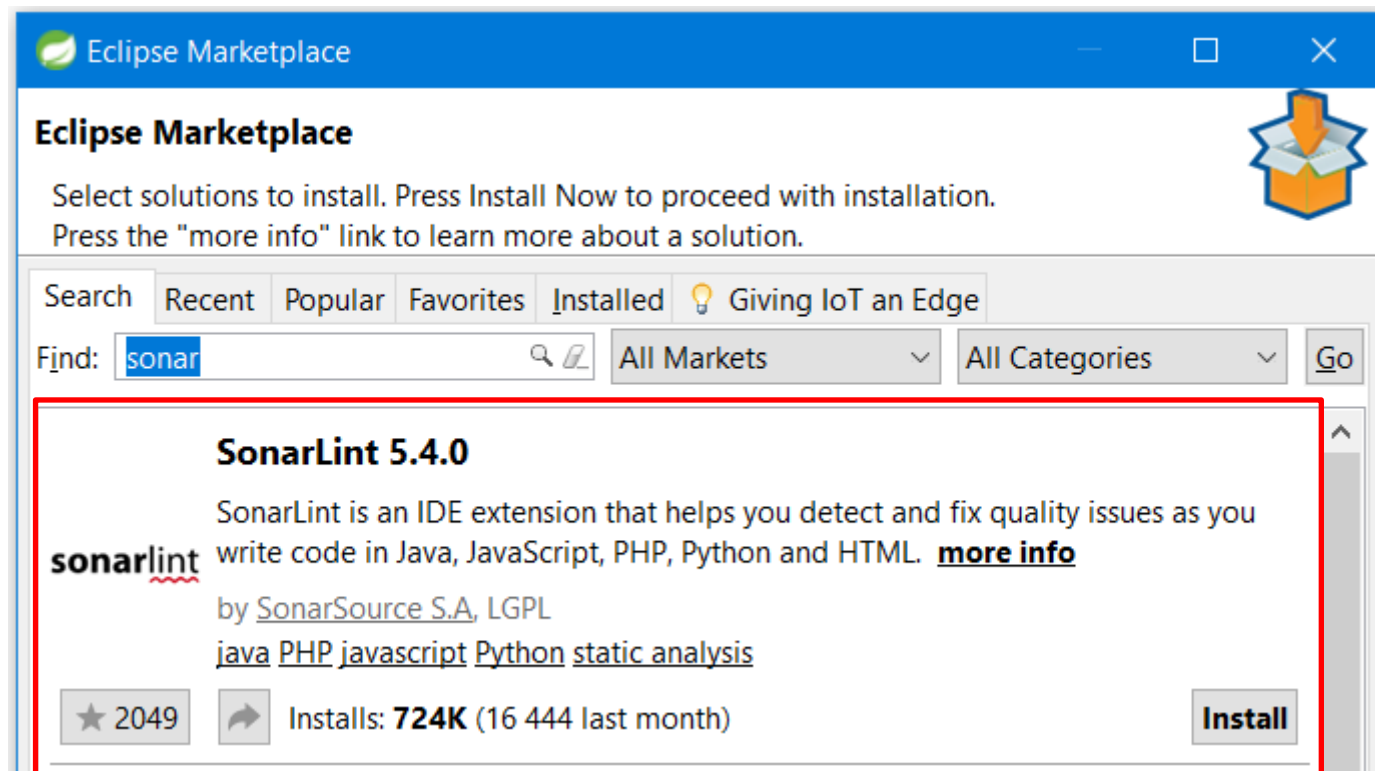 Eclipse Marketplace
Eclipse Marketplace
Select solutions to install. Press Install Now to proceed with installation.
Press the "more info" link to learn more about a solution.
Search Recent Popular Favorites Installed Giving IoT an Edge
Find: sonar All Markets All Categories Go
SonarLint 5.4.0
SonarLint is an IDE extension that helps you detect and fix quality issues as you
sonarlint write code in Java, JavaScript, PHP, Python and HTML. more info
by SonarSource S.A, LGPL
java PHP javascript Python static analysis
2049 Installs: 724K (16 444 last month) Install